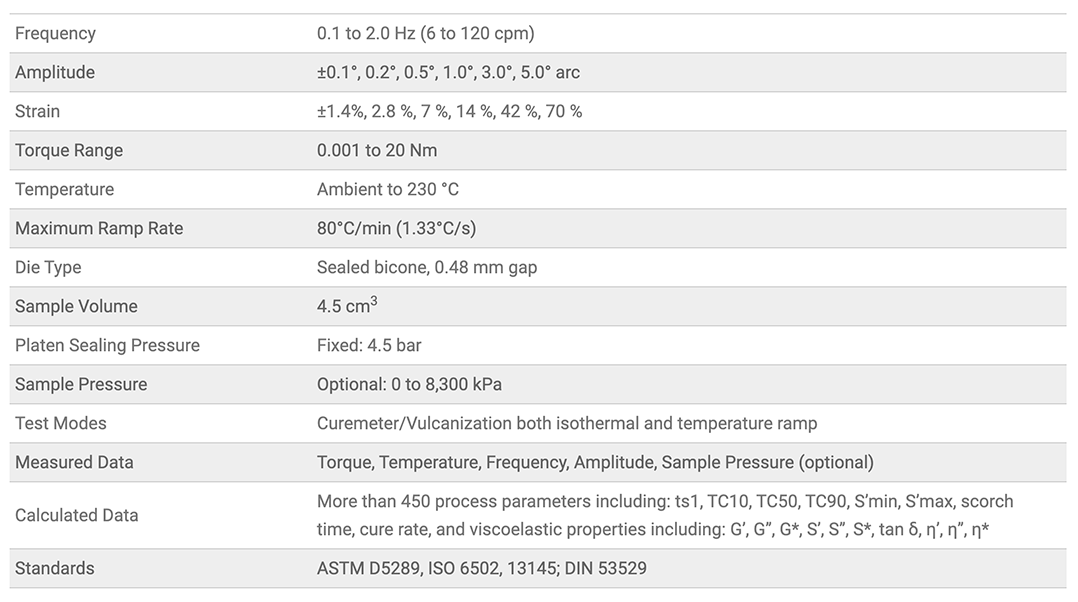 Frequency 0.1 to 2.0 Hz (6 to 120 cpm)
Amplitude ±0.1°, 0.2°, 0.5°, 1.0°, 3.0°, 5.0° arc
Strain ±1.4%, 2.8 %, 7 %, 14 %, 42 %, 70 %
Torque Range 0.001 to 20 Nm
Temperature Ambient to 230 °C
Maximum Ramp Rate 80°C/min (1.33°C/s)
Die Type Sealed bicone, 0.48 mm gap
Sample Volume 4.5 cm³
Platen Sealing Pressure Fixed: 4.5 bar
Sample Pressure Optional: 0 to 8,300 kPa
Test Modes Curemeter/Vulcanization both isothermal and temperature ramp
Measured Data Torque, Temperature, Frequency, Amplitude, Sample Pressure (optional)
Calculated Data More than 450 process parameters including: ts1, TC10, TC50, TC90, S’min, S’max, scorch
time, cure rate, and viscoelastic properties including: G’, G”, G*, S’, S”, S*, tan δ, η’, η”, η*
Standards ASTM D5289, ISO 6502, 13145; DIN 53529